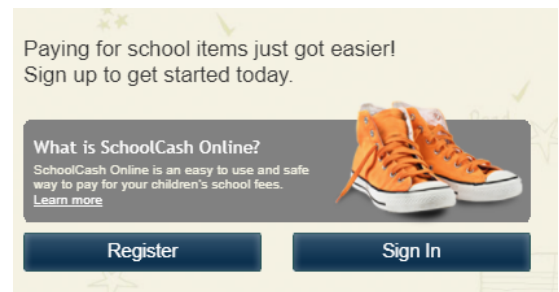 Paying for school items just got easier!
Sign up to get started today.
What is SchoolCash Online?
SchoolCash Online is an easy to use and safe
way to pay for your children's school fees.
Learn more
Register
Sign In